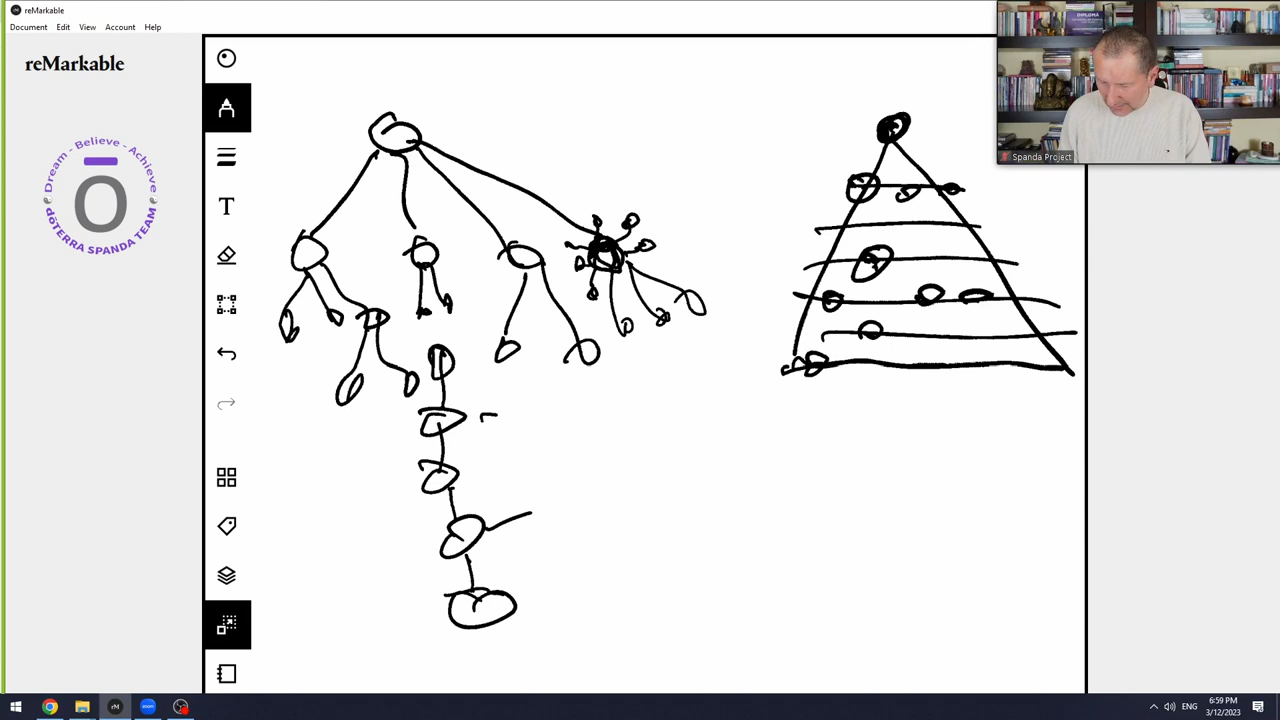 reMarkable
Document Edit View Account Help
reMarkable
Dream - Believe - Achieve
dōTERRA SPANDA TEAM
T
DIPLOMĂ
Spanda Project
ENG
6:59 PM
3/12/2023